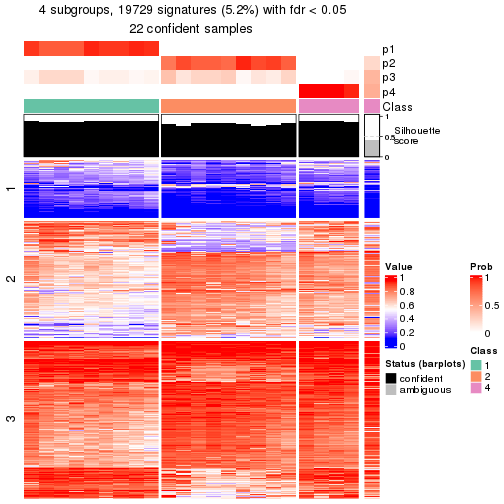 4 subgroups, 19729 signatures (5.2%) with fdr < 0.05
22 confident samples
p1
p2
p3
p4
Class
1
0.5
0
Silhouette
score
1
2
3
Value
1
0.8
0.6
0.4
0.2
0
Prob
1
0.5
0
Status (barplots)
confident
ambiguous
Class
1
2
4